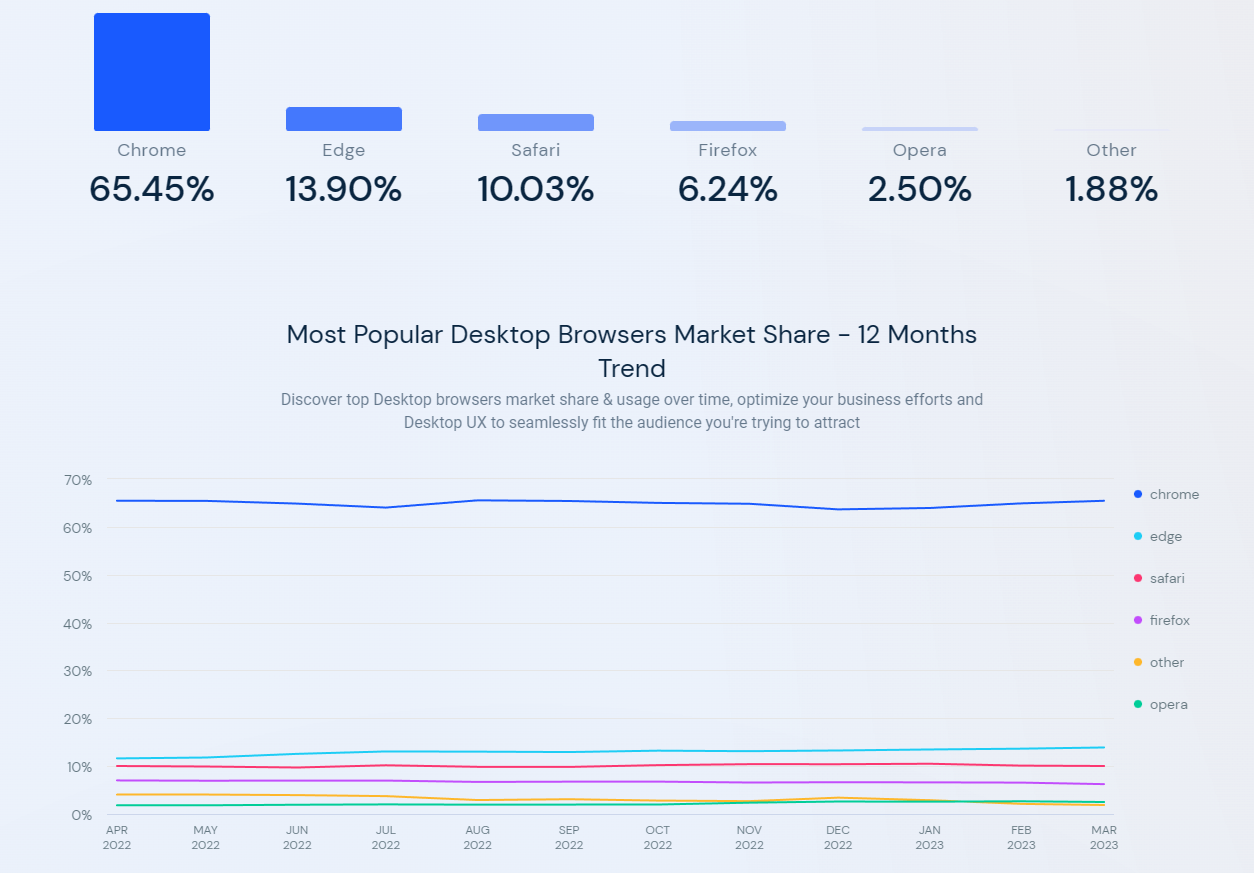 Chrome Edge Safari Firefox Opera Other
65.45% 13.90% 10.03% 6.24% 2.50% 1.88%
Most Popular Desktop Browsers Market Share – 12 Months
Trend
Discover top Desktop browsers market share & usage over time, optimize your business efforts and
Desktop UX to seamlessly fit the audience you're trying to attract
70%
chrome
60%
edge
50%
safari
40%
firefox
30%
other
20%
opera
10%
0%
APR MAY JUN JUL AUG SEP OCT NOV DEC JAN FEB MAR
2022 2022 2022 2022 2022 2022 2022 2022 2022 2023 2023 2023